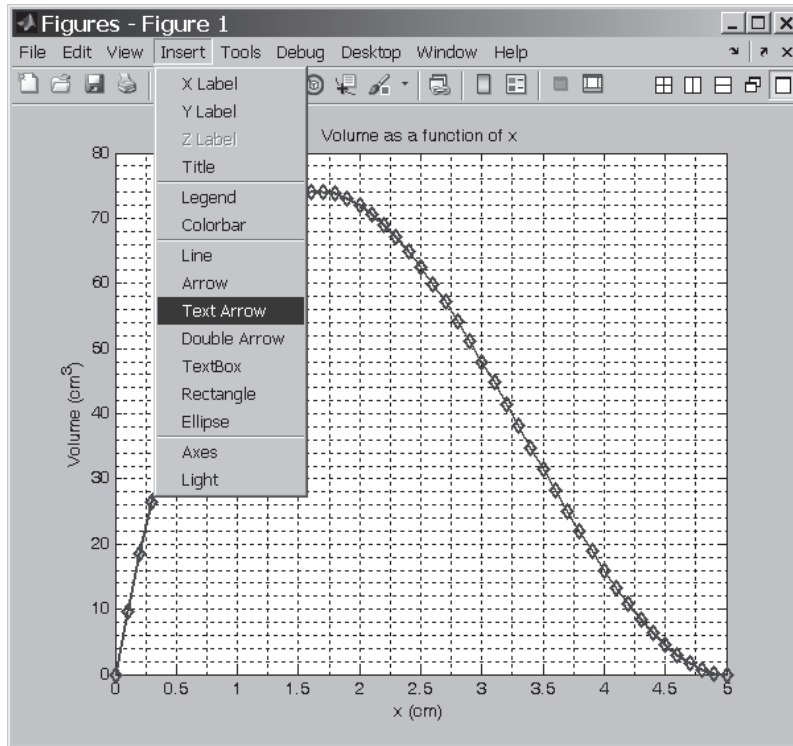 Figures - Figure 1
File Edit View Insert Tools Debug Desktop Window Help
X Label
Y Label
Z Label
Title
Legend
Colorbar
Line
Arrow
Text Arrow
Double Arrow
TextBox
Rectangle
Ellipse
Axes
Light
Volume as a function of x
80
70
60
50
40
30
20
10
0
Volume (cm³)
0 0.5 1 1.5 2 2.5 3 3.5 4 4.5 5
x (cm)